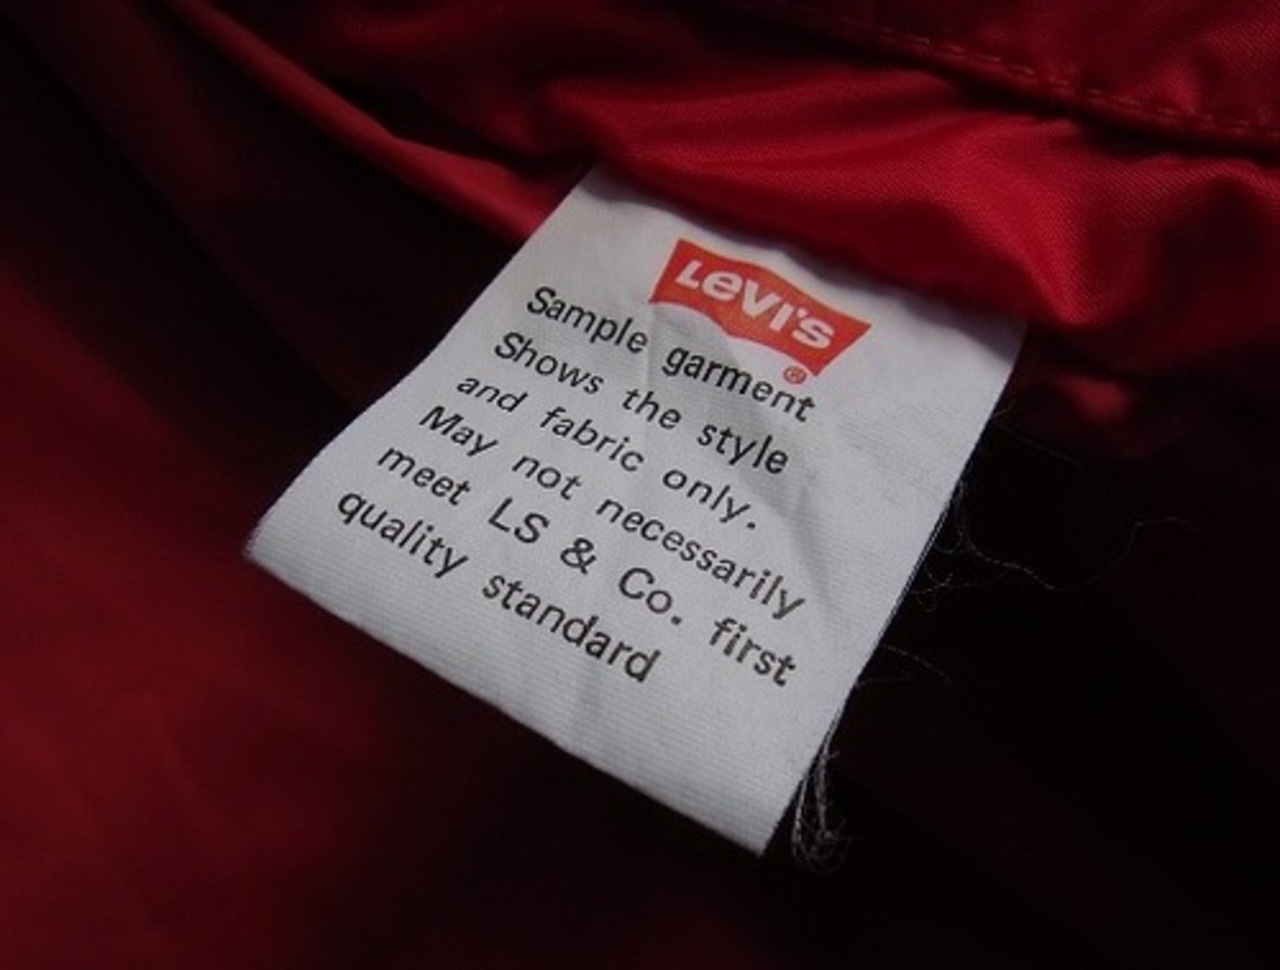 LEVI'S
®
Sample garment
Shows the style
and fabric only.
May not necessarily
meet LS & Co. first
quality standard